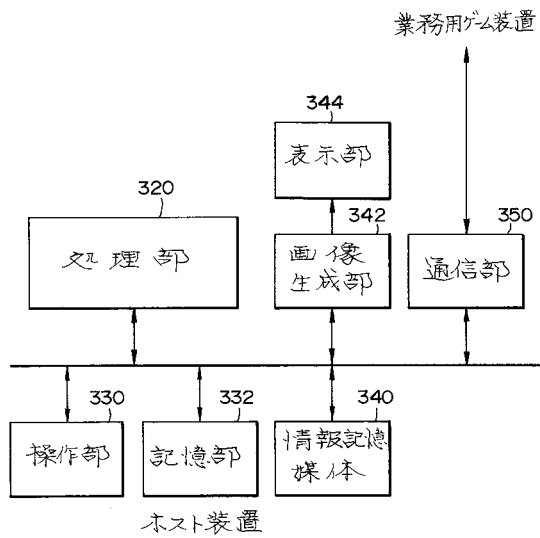 業務用ゲーム装置
344
表示部
320
処理部
342
画像
生成部
350
通信部
330
操作部
332
記憶部
340
情報記憶
媒体
ホスト装置